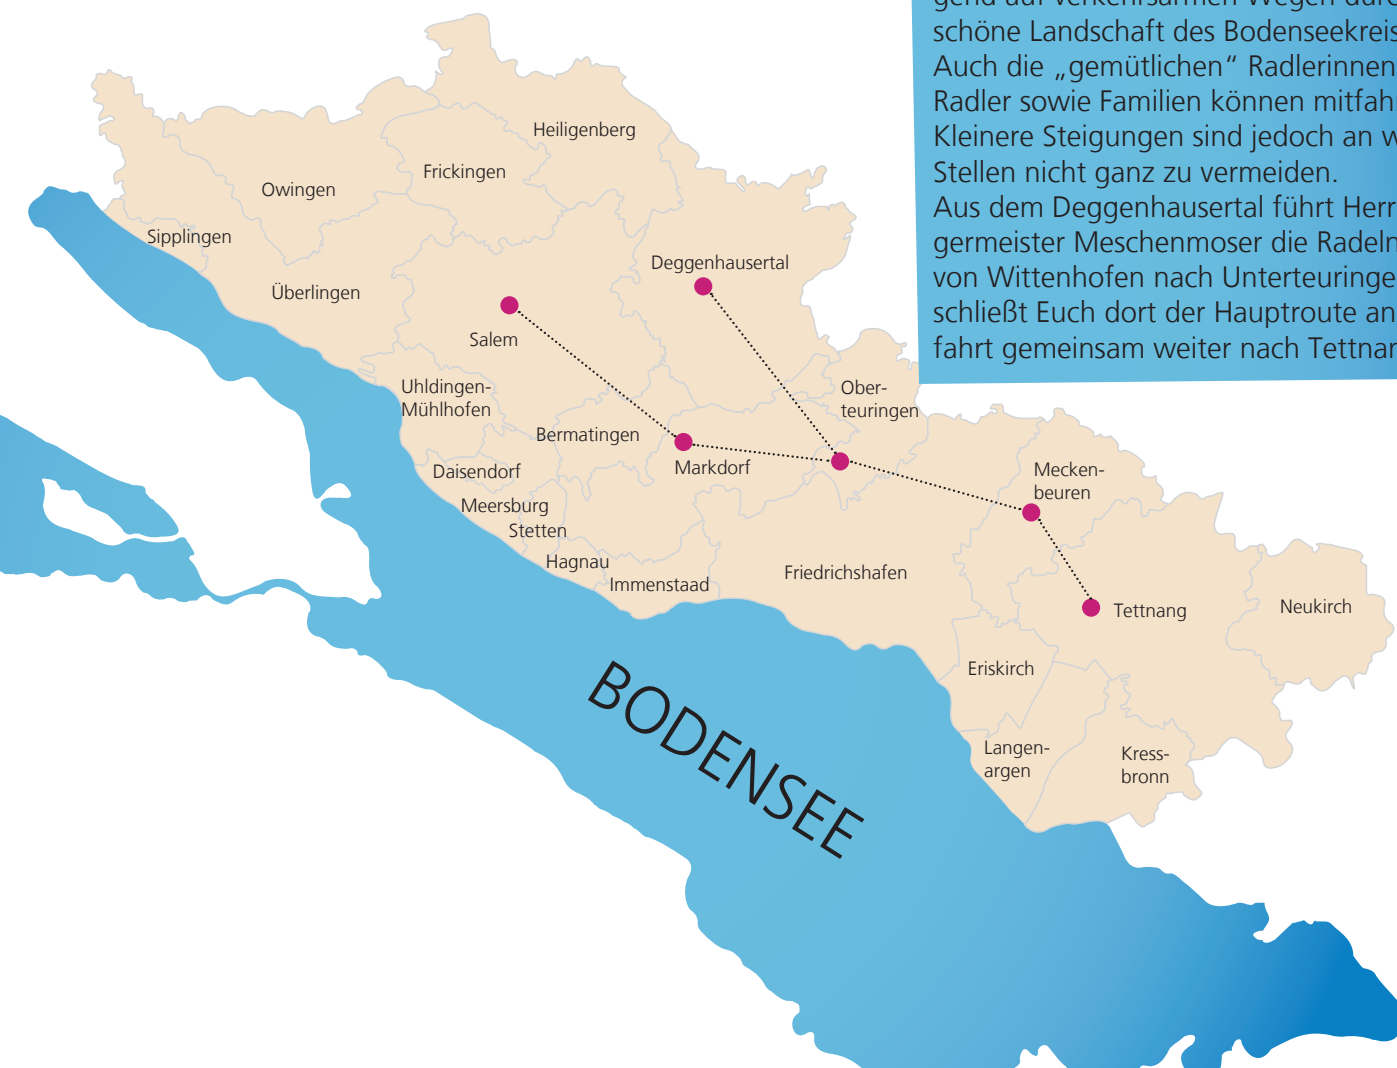 gend auf verkehrsarmen Wegen
schöne Landschaft des Bodenseekreis
Auch die „gemütlichen“ Radlerinnen
Radler sowie Familien können mitfah
Kleinere Steigungen sind jedoch an w
Stellen nicht ganz zu vermeiden.
Aus dem Deggenhausertal führt Herr
germeister Meschenmoser die Radeln
von Wittenhofen nach Unterteuringe
schließt Euch dort der Hauptroute an
fahrt gemeinsam weiter nach Tettnan
Heiligenberg
Frickingen
Owingen
Sipplingen
Deggenhausertal
Überlingen
Salem
Uhldingen-
Mühlhofen
Ober-
teuringen
Bermatingen
Markdorf
Daisendorf
Mecken-
beuren
Meersburg
Stetten
Hagnau
Immenstaad
Friedrichshafen
Tettnang
Neukirch
Eriskirch
Langen-
argen
Kress-
bronn
BODENSEE